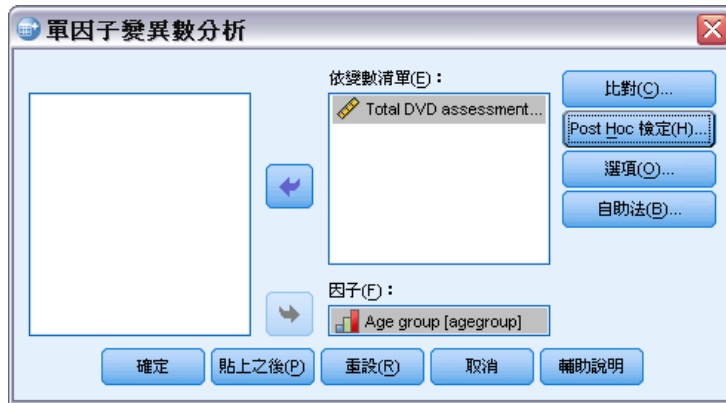 單因子變異數分析
依變數清單(E)：
Total DVD assessment...
比對(C)...
Post Hoc 檢定(H)...
選項(O)...
自助法(B)...
因子(F)：
Age group [agegroup]
確定
貼上之後(P)
重設(R)
取消
輔助說明